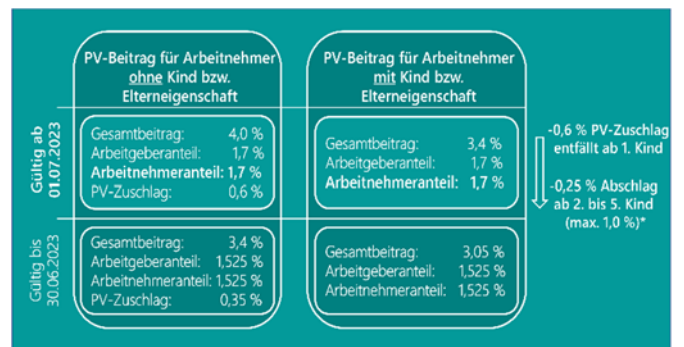 PV-Beitrag für Arbeitnehmer
ohne Kind bzw.
Elterneigenschaft
PV-Beitrag für Arbeitnehmer
mit Kind bzw.
Elterneigenschaft
Gültig ab
01.07.2023
Gesamtbeitrag: 4,0 %
Arbeitgeberanteil: 1,7 %
Arbeitnehmeranteil: 1,7 %
PV-Zuschlag: 0,6 %
Gesamtbeitrag: 3,4 %
Arbeitgeberanteil: 1,7 %
Arbeitnehmeranteil: 1,7 %
-0,6 % PV-Zuschlag
entfällt ab 1. Kind
-0,25 % Abschlag
ab 2. bis 5. Kind
(max. 1,0 %)*
Gültig bis
30.06.2023
Gesamtbeitrag: 3,4 %
Arbeitgeberanteil: 1,525 %
Arbeitnehmeranteil: 1,525 %
PV-Zuschlag: 0,35 %
Gesamtbeitrag: 3,05 %
Arbeitgeberanteil: 1,525 %
Arbeitnehmeranteil: 1,525 %